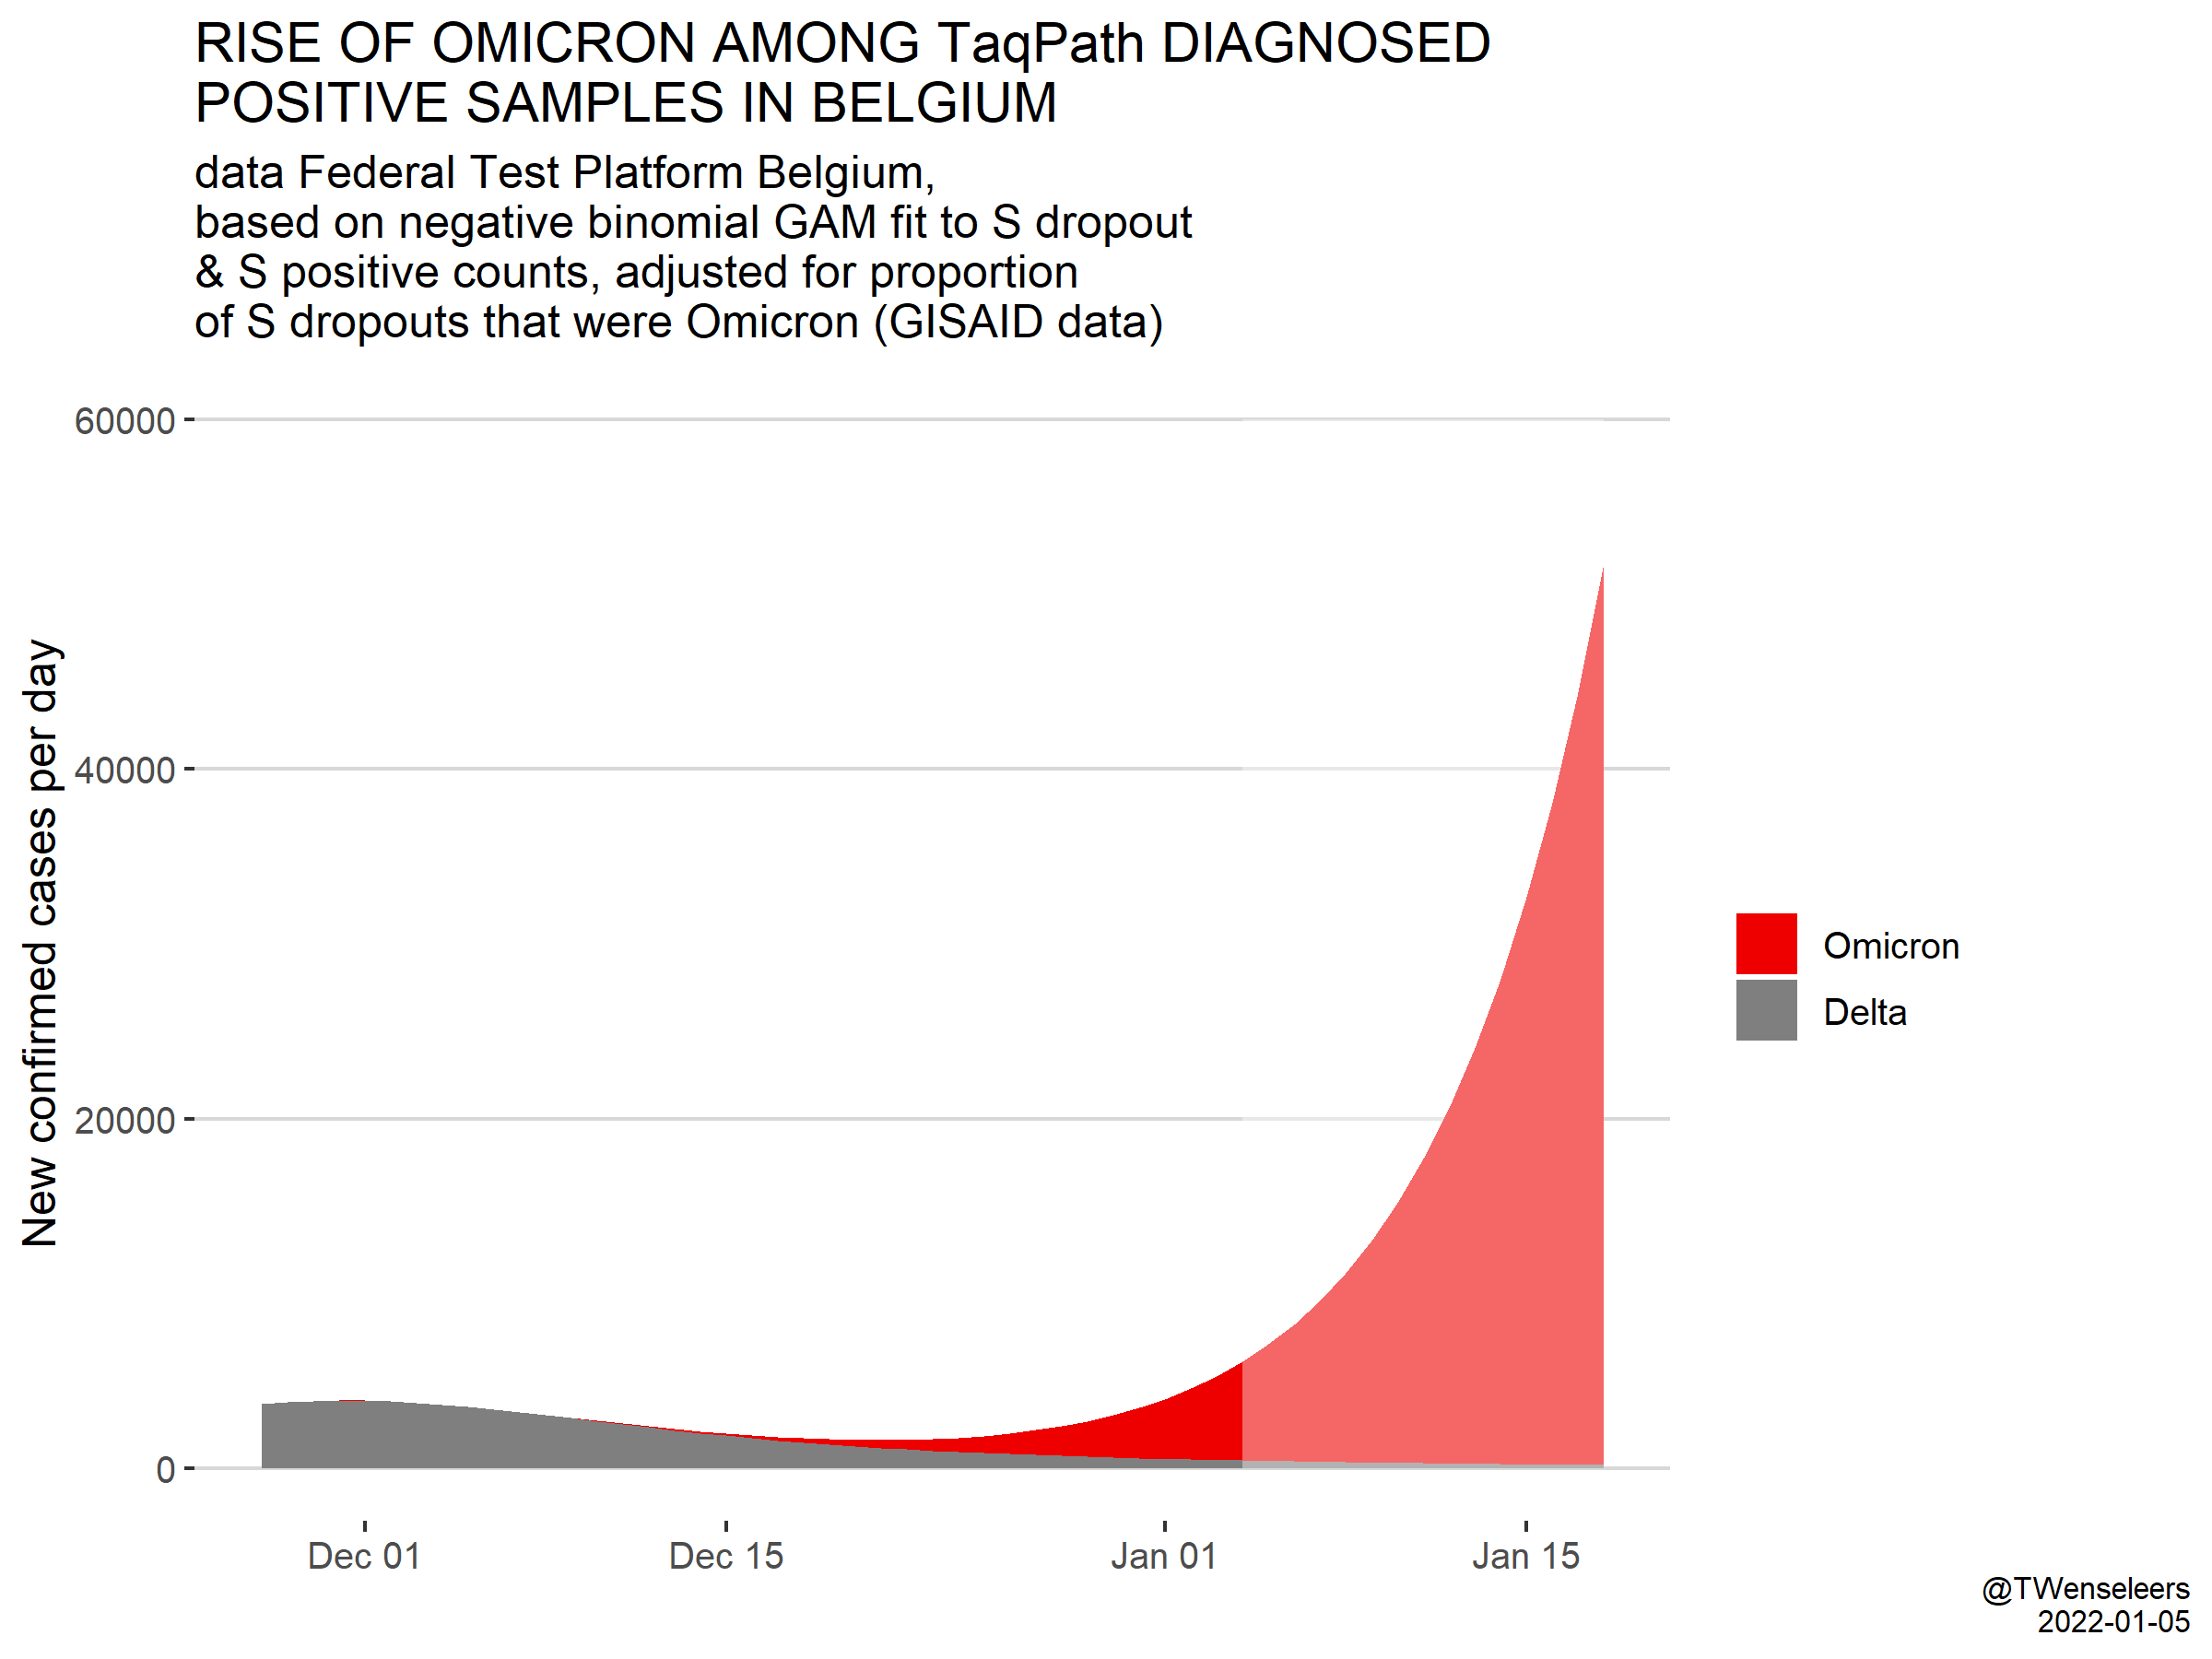 RISE OF OMICRON AMONG TaqPath DIAGNOSED
POSITIVE SAMPLES IN BELGIUM
data Federal Test Platform Belgium,
based on negative binomial GAM fit to S dropout
& S positive counts, adjusted for proportion
of S dropouts that were Omicron (GISAID data)
New confirmed cases per day
60000
40000
20000
0
Dec 01
Dec 15
Jan 01
Jan 15
Omicron
Delta
@TWenseleers
2022-01-05